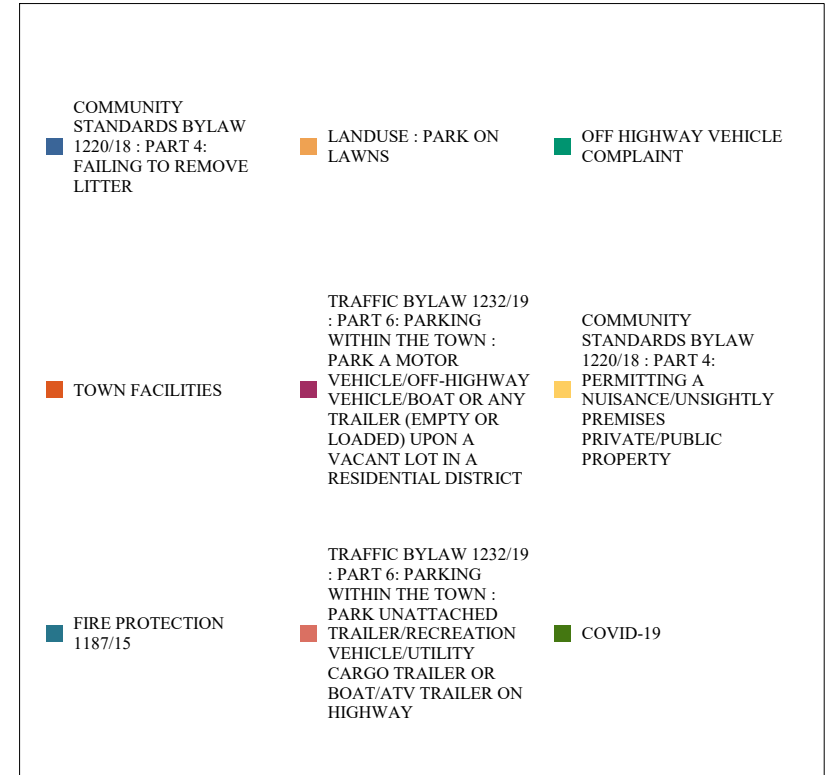 COMMUNITY
STANDARDS BYLAW
1220/18 : PART 4:
FAILING TO REMOVE
LITTER
LANDUSE : PARK ON
LAWNS
OFF HIGHWAY VEHICLE
COMPLAINT
TOWN FACILITIES
TRAFFIC BYLAW 1232/19
: PART 6: PARKING
WITHIN THE TOWN :
PARK A MOTOR
VEHICLE/OFF-HIGHWAY
VEHICLE/BOAT OR ANY
TRAILER (EMPTY OR
LOADED) UPON A
VACANT LOT IN A
RESIDENTIAL DISTRICT
COMMUNITY
STANDARDS BYLAW
1220/18 : PART 4:
PERMITTING A
NUISANCE/UNSIGHTLY
PREMISES
PRIVATE/PUBLIC
PROPERTY
FIRE PROTECTION
1187/15
TRAFFIC BYLAW 1232/19
: PART 6: PARKING
WITHIN THE TOWN :
PARK UNATTACHED
TRAILER/RECREATION
VEHICLE/UTILITY
CARGO TRAILER OR
BOAT/ATV TRAILER ON
HIGHWAY
COVID-19